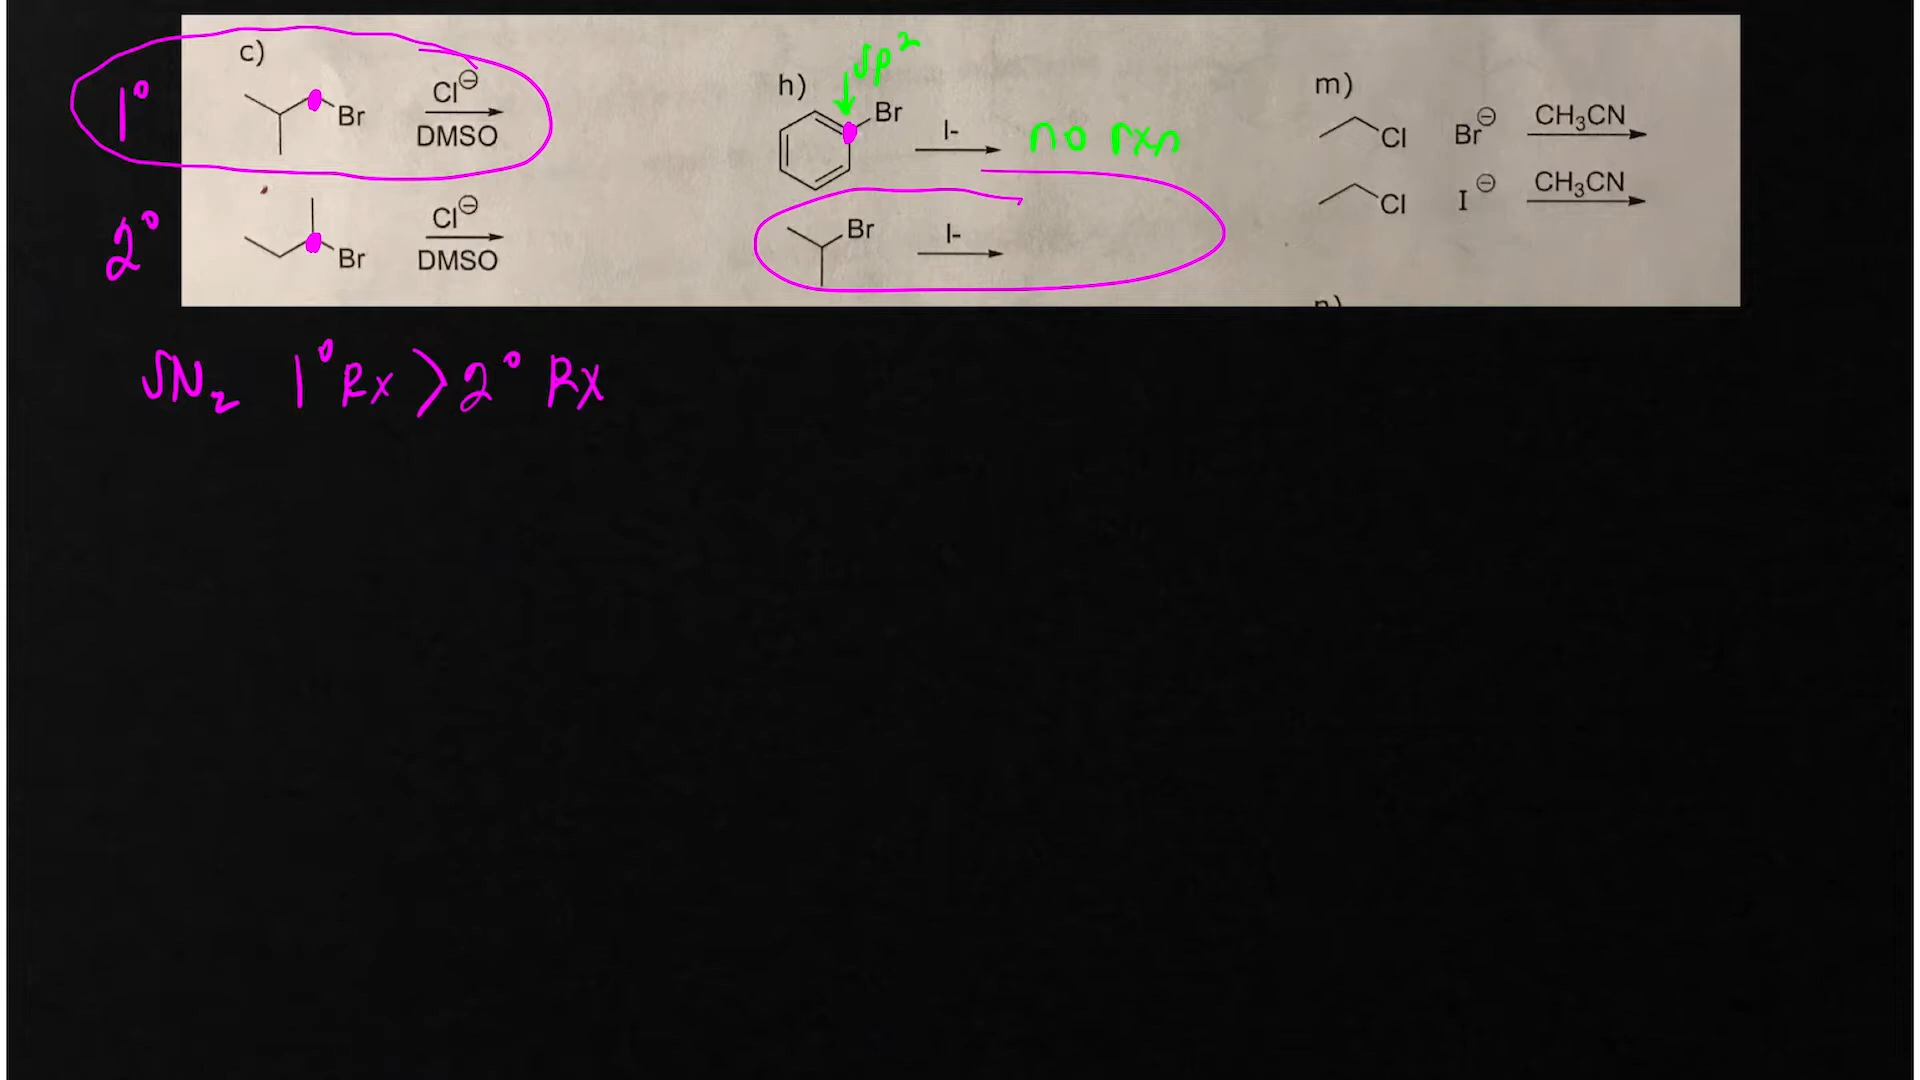 c)
1°
Br
Cl⊖
DMSO
2°
Br
Cl⊖
DMSO
h)
sp²
Br
I-
no rxn
Br
I-
m)
Cl
Br⊖
CH₃CN
Cl
I⊖
CH₃CN
SN₂ 1° RX > 2° RX